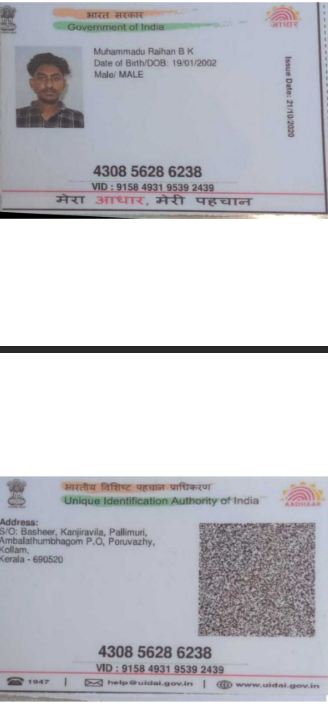 भारत सरकार
Government of India
आधार
Muhammadu Raihan B K
Date of Birth/DOB: 19/01/2002
Male/ MALE
Issue Date: 21/10/2020
4308 5628 6238
VID : 9158 4931 9539 2439
मेरा आधार, मेरी पहचान
भारतीय विशिष्ट पहचान प्राधिकरण
Unique Identification Authority of India
AADHAAR
Address:
S/O: Basheer, Kanjiravila, Pallimuri,
Ambalathumbhagom P.O, Poruvazhy,
Kollam,
Kerala - 690520
4308 5628 6238
VID : 9158 4931 9539 2439
1947 | help@uidai.gov.in | www.uidai.gov.in